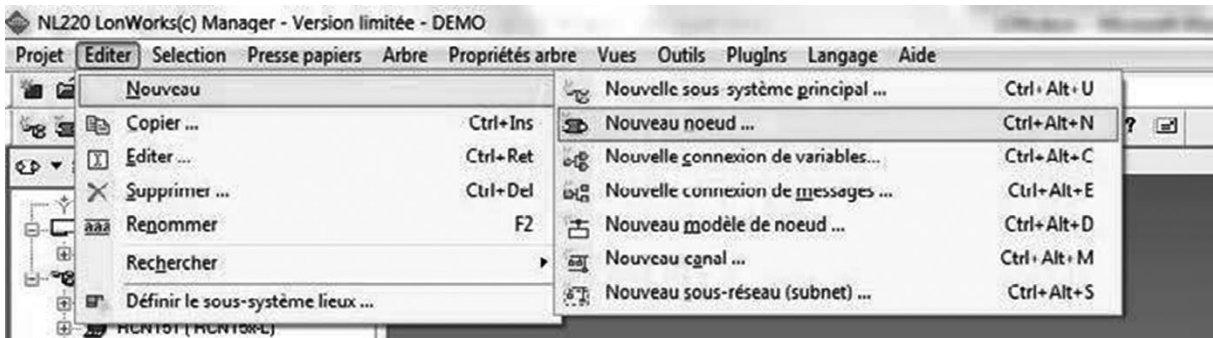 NL220 LonWorks(c) Manager - Version limitée - DEMO
Projet Editer Selection Presse papiers Arbre Propriétés arbre Vues Outils PlugIns Langage Aide
Nouveau
Copier ... Ctrl+Ins
Editer ... Ctrl+Ret
Supprimer ... Ctrl+Del
Renommer F2
Rechercher
Définir le sous-système lieux ...
Nouvelle sous-système principal ... Ctrl+Alt+U
Nouveau noeud ... Ctrl+Alt+N
Nouvelle connexion de variables... Ctrl+Alt+C
Nouvelle connexion de messages ... Ctrl+Alt+E
Nouveau modèle de noeud ... Ctrl+Alt+D
Nouveau canal ... Ctrl+Alt+M
Nouveau sous-réseau (subnet) ... Ctrl+Alt+S